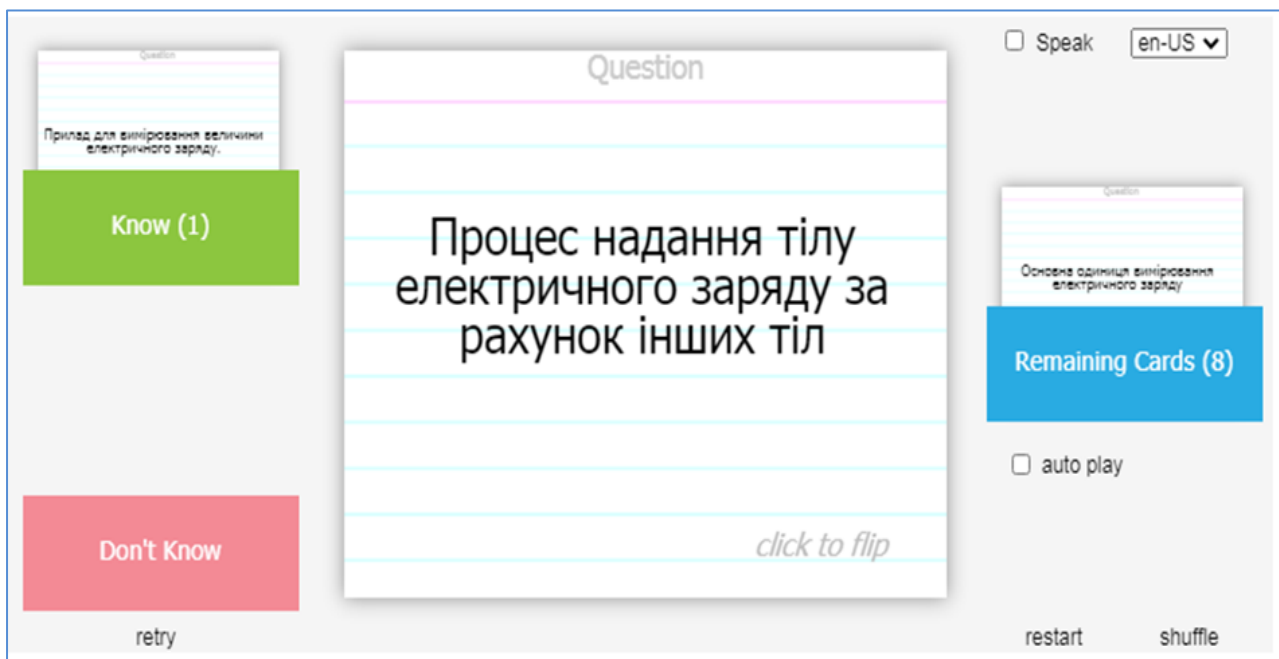 Question
Прилад для вимірювання величини
електричного заряду.
Know (1)
Don't Know
retry
Question
Процес надання тілу
електричного заряду за
рахунок інших тіл
click to flip
Speak
en-US
Question
Основна одиниця вимірювання
електричного заряду
Remaining Cards (8)
auto play
restart
shuffle